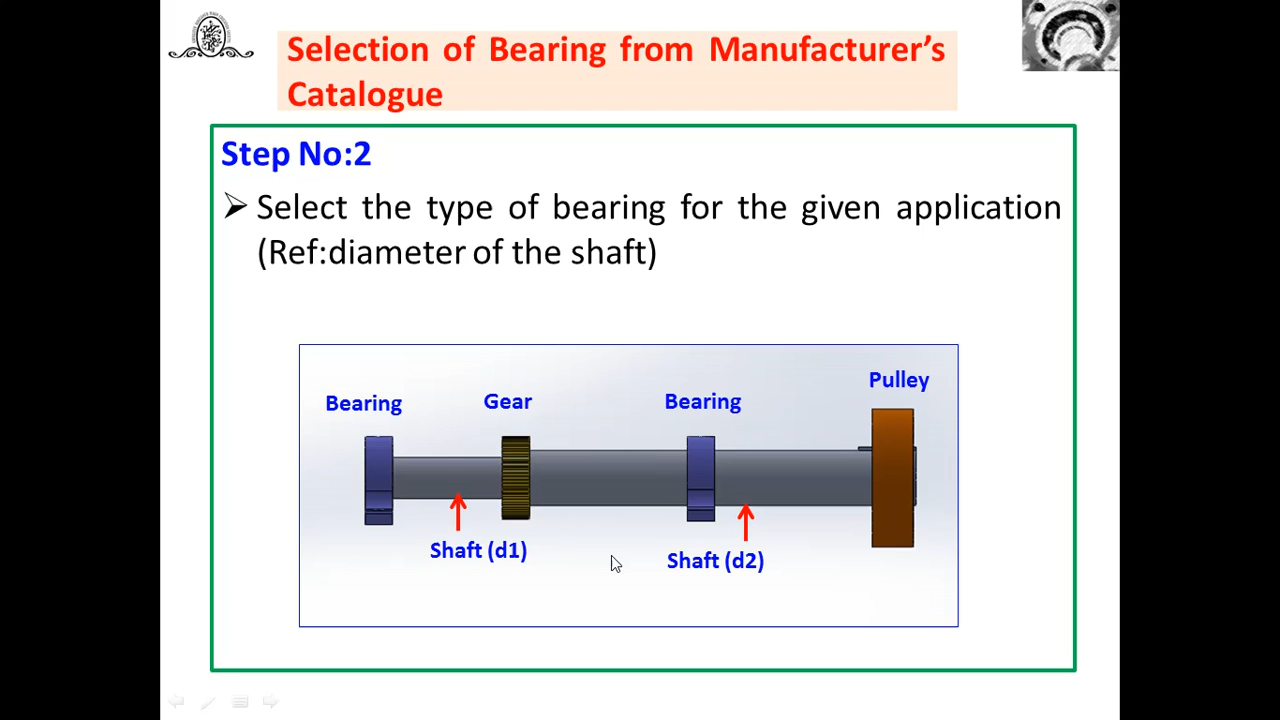 Selection of Bearing from Manufacturer’s
Catalogue
Step No:2
Select the type of bearing for the given application
(Ref:diameter of the shaft)
Pulley
Bearing
Gear
Bearing
Shaft (d1)
Shaft (d2)